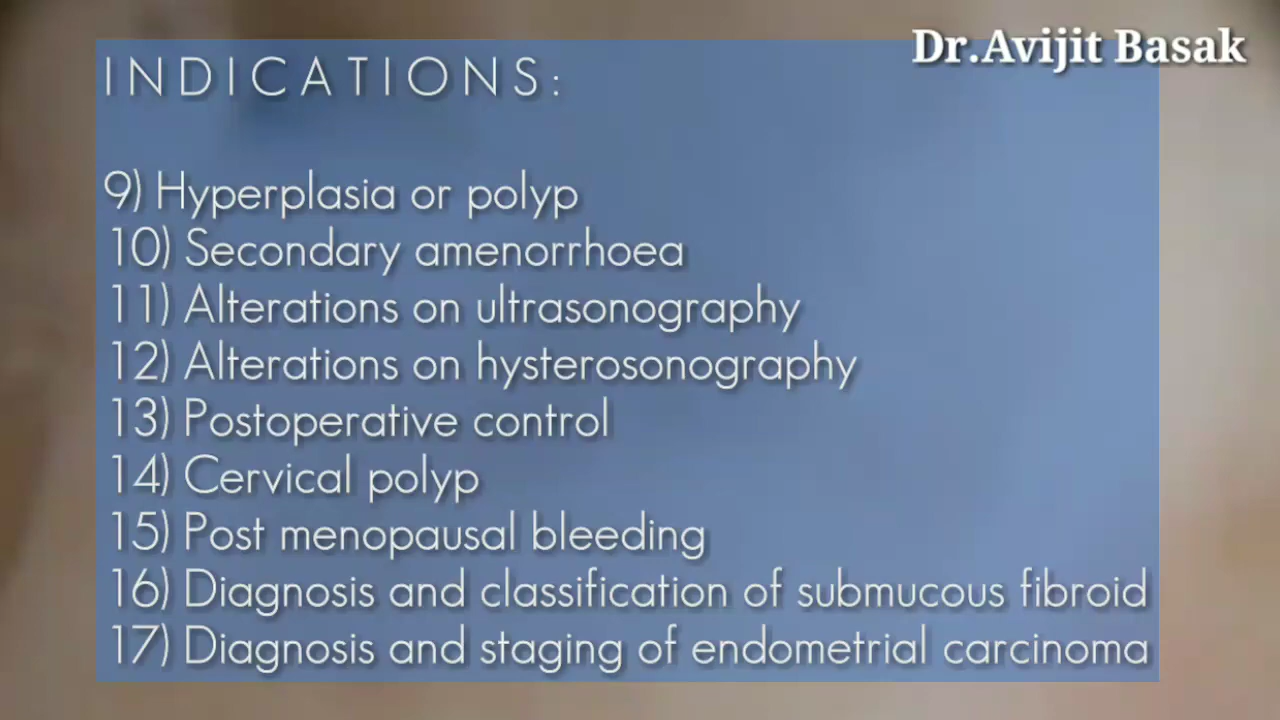 Dr.Avijit Basak
INDICATIONS:
9) Hyperplasia or polyp
10) Secondary amenorrhoea
11) Alterations on ultrasonography
12) Alterations on hysterosonography
13) Postoperative control
14) Cervical polyp
15) Post menopausal bleeding
16) Diagnosis and classification of submucous fibroid
17) Diagnosis and staging of endometrial carcinoma